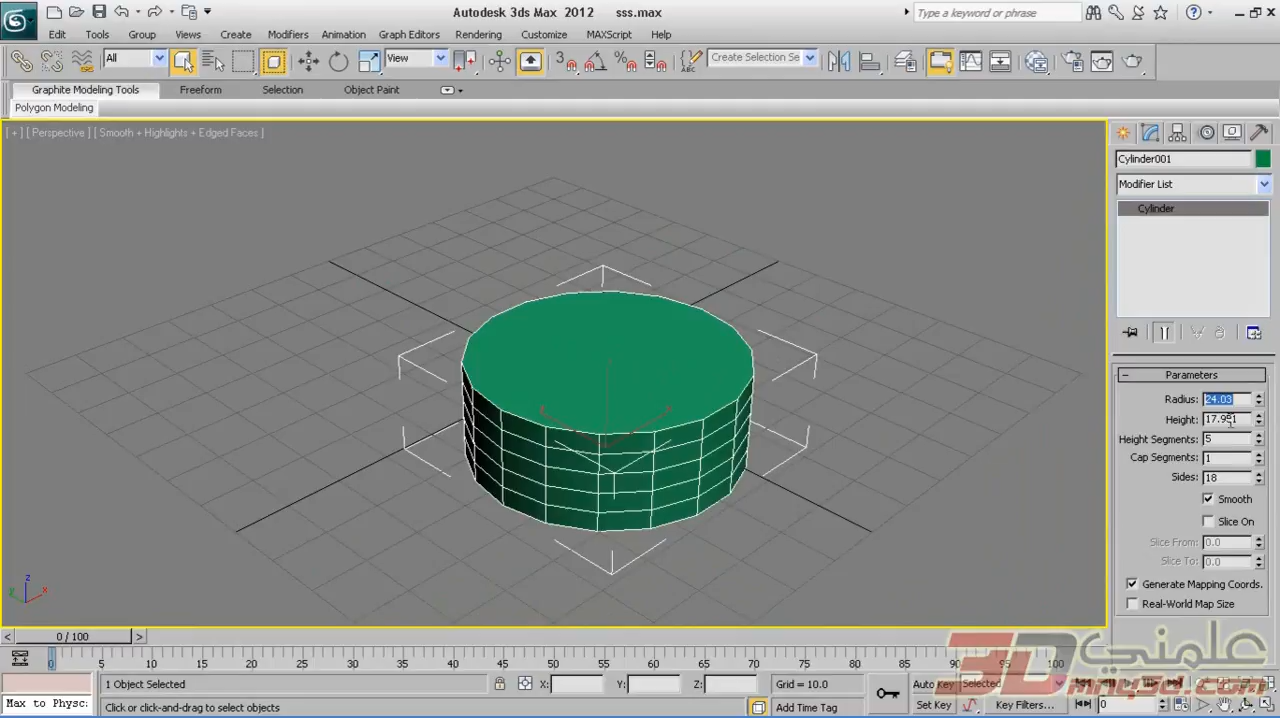 Autodesk 3ds Max 2012 sss.max
Type a keyword or phrase
Edit Tools Group Views Create Modifiers Animation Graph Editors Rendering Customize MAXScript Help
All View Create Selection Se
Graphite Modeling Tools Freeform Selection Object Paint
Polygon Modeling
[ + ] [ Perspective ] [ Smooth + Highlights + Edged Faces ]
Cylinder001
Modifier List
Cylinder
Parameters
Radius: 24.03
Height: 17.991
Height Segments: 5
Cap Segments: 1
Sides: 18
Smooth
Slice On
Slice From: 0.0
Slice To: 0.0
Generate Mapping Coords.
Real-World Map Size
z
x
y
< 0 / 100 >
0 5 10 15 20 25 30 35 40 45 50 55 60 65 70 75 80 85 90 95 100
1 Object Selected X: Y: Z: Grid = 10.0 Auto Key Selected
Max to Physc: Click or click-and-drag to select objects Add Time Tag Set Key Key Filters... 0
3D علمني